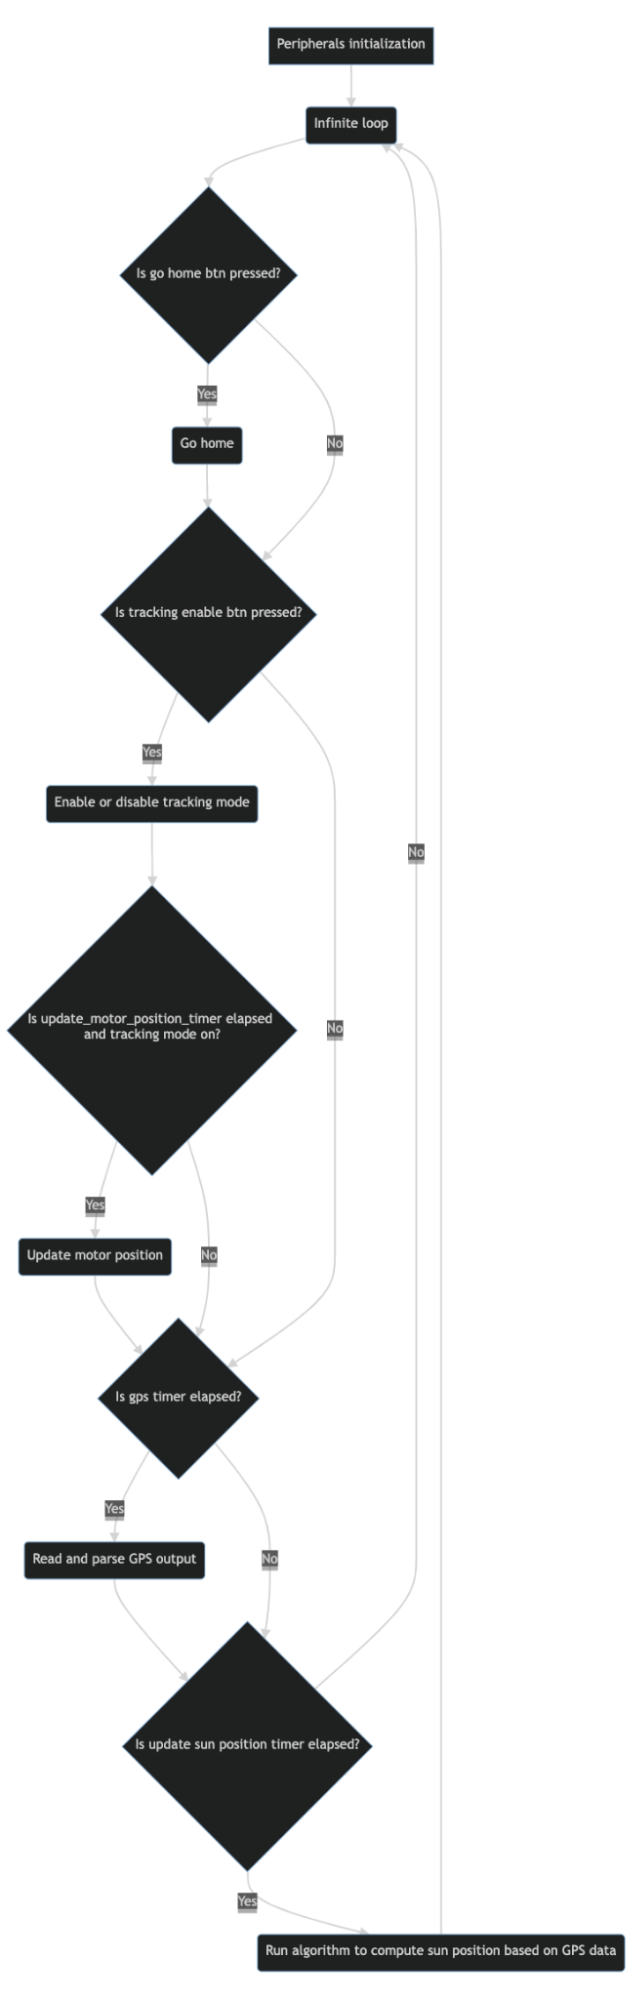 Peripherals initialization
Infinite loop
Is go home btn pressed?
Yes
Go home
No
Is tracking enable btn pressed?
Yes
Enable or disable tracking mode
No
Is update_motor_position_timer elapsed
and tracking mode on?
No
Yes
Update motor position
No
Is gps timer elapsed?
Yes
Read and parse GPS output
No
Is update sun position timer elapsed?
Yes
Run algorithm to compute sun position based on GPS data